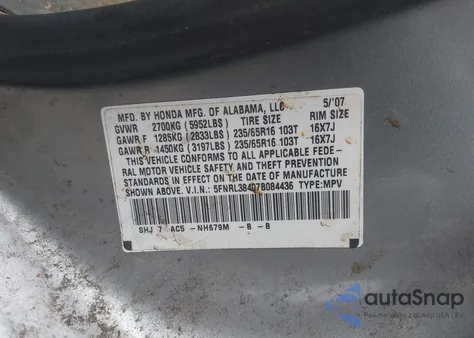 MFD. BY HONDA MFG. OF ALABAMA, LLC 5/'07
GVWR 2700KG (5952LBS) TIRE SIZE RIM SIZE
GAWR F 1285KG (2833LBS) 235/65R16 103T 16X7J
GAWR R 1450KG (3197LBS) 235/65R16 103T 16X7J
THIS VEHICLE CONFORMS TO ALL APPLICABLE FEDE-
RAL MOTOR VEHICLE SAFETY AND THEFT PREVENTION
STANDARDS IN EFFECT ON THE DATE OF MANUFACTURE
SHOWN ABOVE. V.I.N.: 5FNRL38407B084436 TYPE:MPV
SHJ 7 AC5 -NH679M -B -B
autoSnap